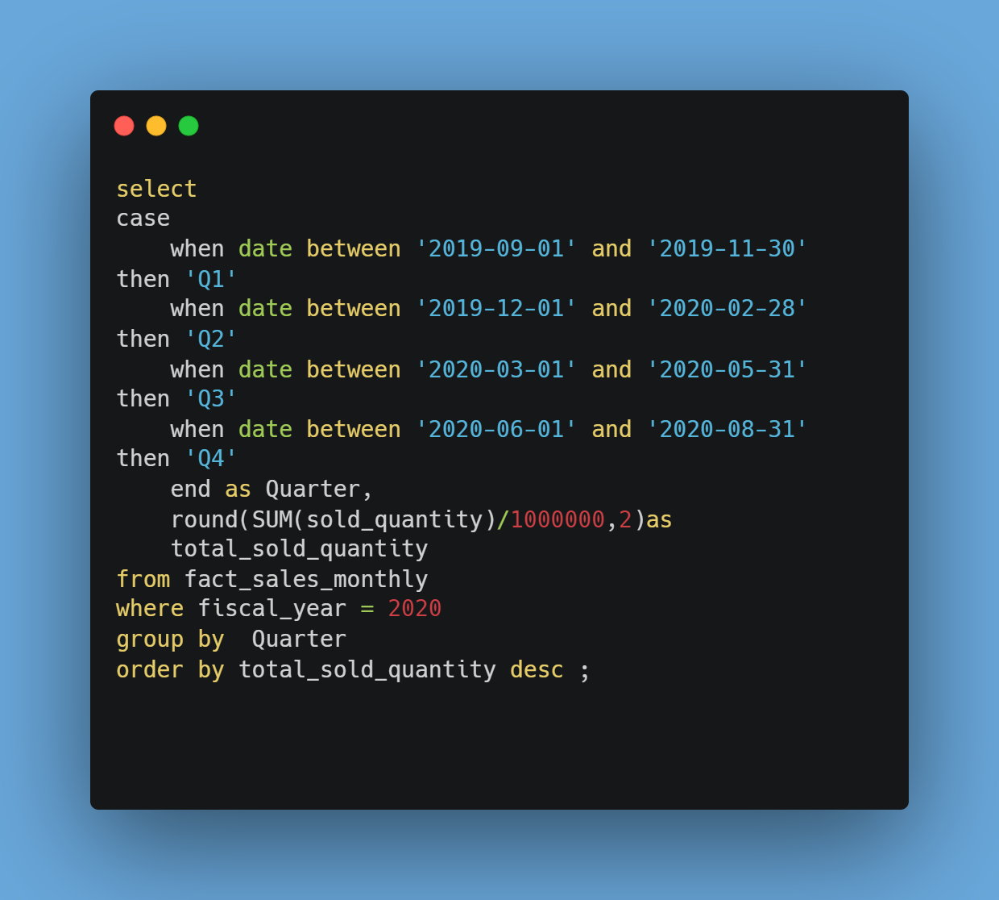 select
case
    when date between '2019-09-01' and '2019-11-30'
then 'Q1'
    when date between '2019-12-01' and '2020-02-28'
then 'Q2'
    when date between '2020-03-01' and '2020-05-31'
then 'Q3'
    when date between '2020-06-01' and '2020-08-31'
then 'Q4'
    end as Quarter,
    round(SUM(sold_quantity)/1000000,2)as
    total_sold_quantity
from fact_sales_monthly
where fiscal_year = 2020
group by  Quarter
order by total_sold_quantity desc ;